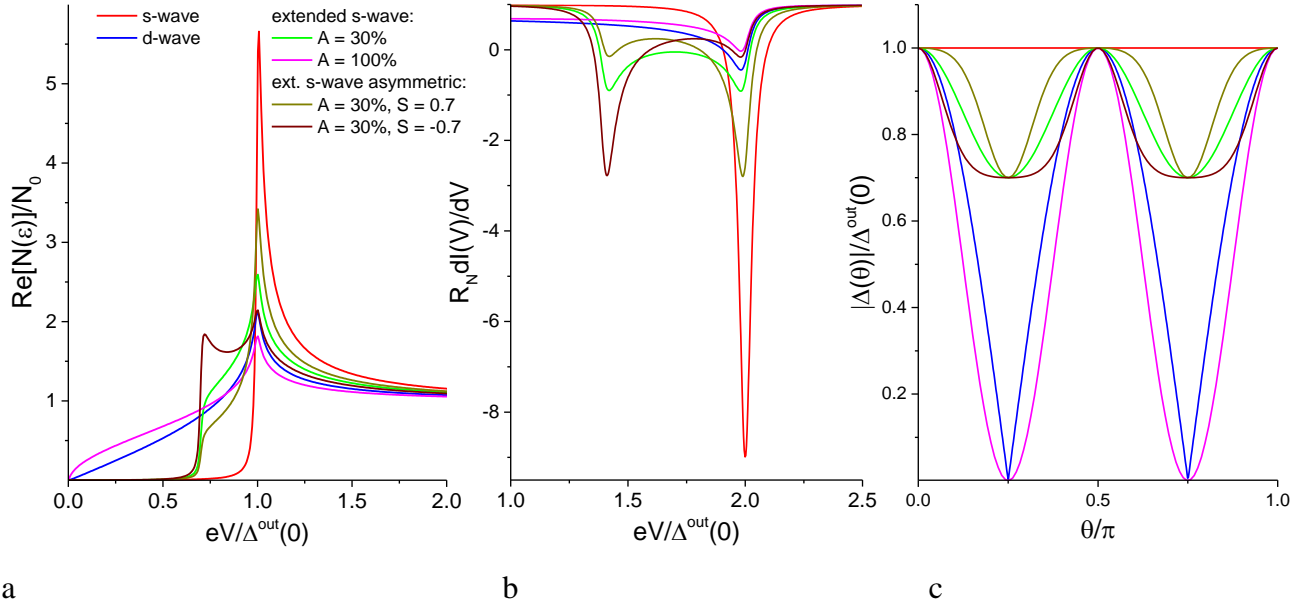 s-wave
d-wave
extended s-wave:
A = 30%
A = 100%
ext. s-wave asymmetric:
A = 30%, S = 0.7
A = 30%, S = -0.7
Re[N(ε)]/N₀
5
4
3
2
1
0.0 0.5 1.0 1.5 2.0
eV/Δᵒᵘᵗ(0)
a
R_N dI(V)/dV
0
-2
-4
-6
-8
1.0 1.5 2.0 2.5
eV/Δᵒᵘᵗ(0)
b
|Δ(θ)|/Δᵒᵘᵗ(0)
1.0
0.8
0.6
0.4
0.2
0.0 0.5 1.0
θ/π
c